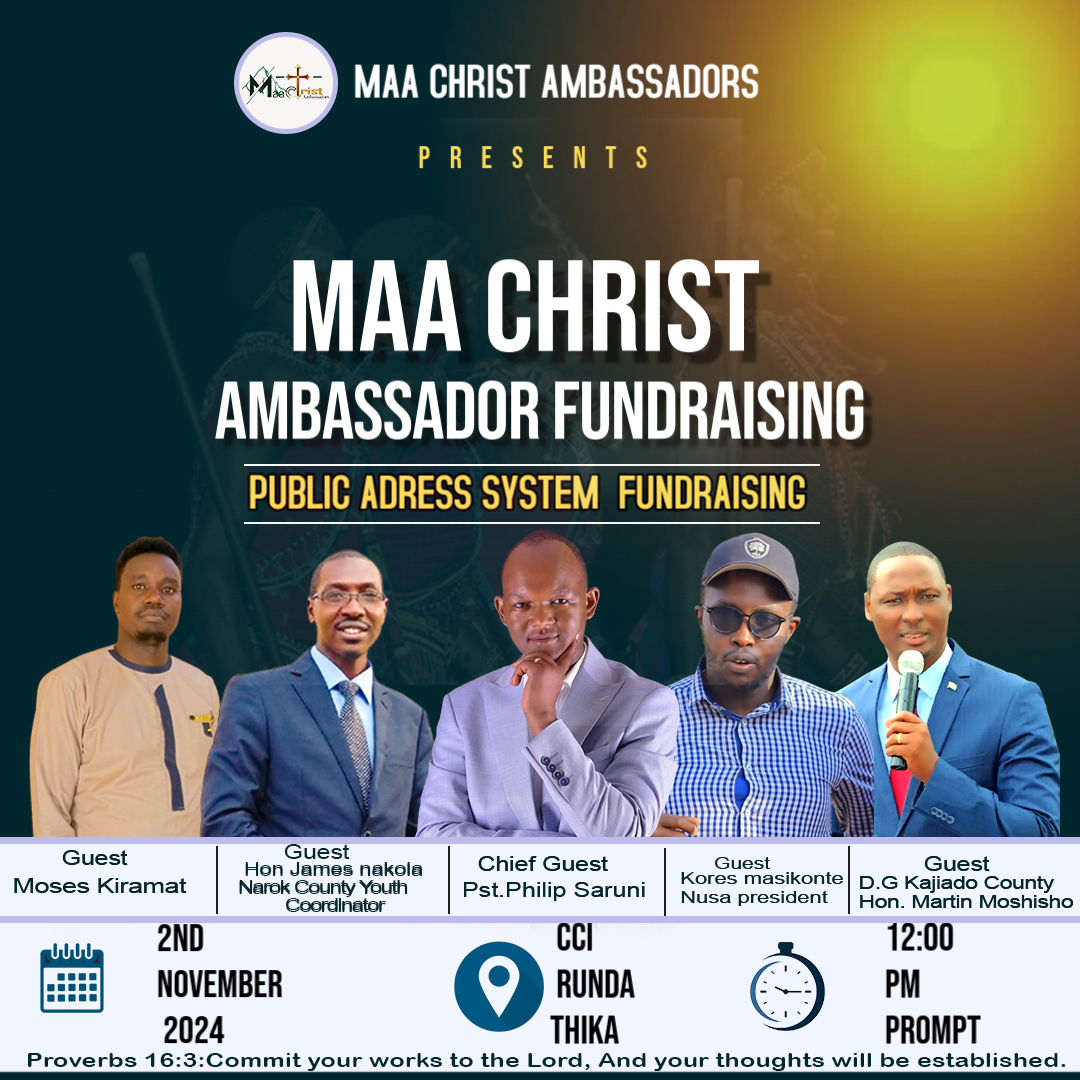 Maa Christ
Ambassadors
MAA CHRIST AMBASSADORS
PRESENTS
MAA CHRIST
AMBASSADOR FUNDRAISING
PUBLIC ADRESS SYSTEM FUNDRAISING
Guest
Moses Kiramat
Guest
Hon James nakola
Narok County Youth
Coordinator
Chief Guest
Pst.Philip Saruni
Guest
Kores masikonte
Nusa president
Guest
D.G Kajiado County
Hon. Martin Moshisho
2ND
NOVEMBER
2024
CCI
RUNDA
THIKA
12:00
PM
PROMPT
Proverbs 16:3:Commit your works to the Lord, And your thoughts will be established.